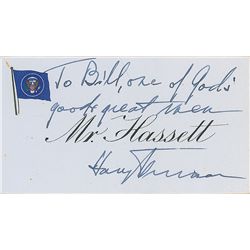 To Bill, one of God's
good & great men
Mr. Hassett
Harry Truman